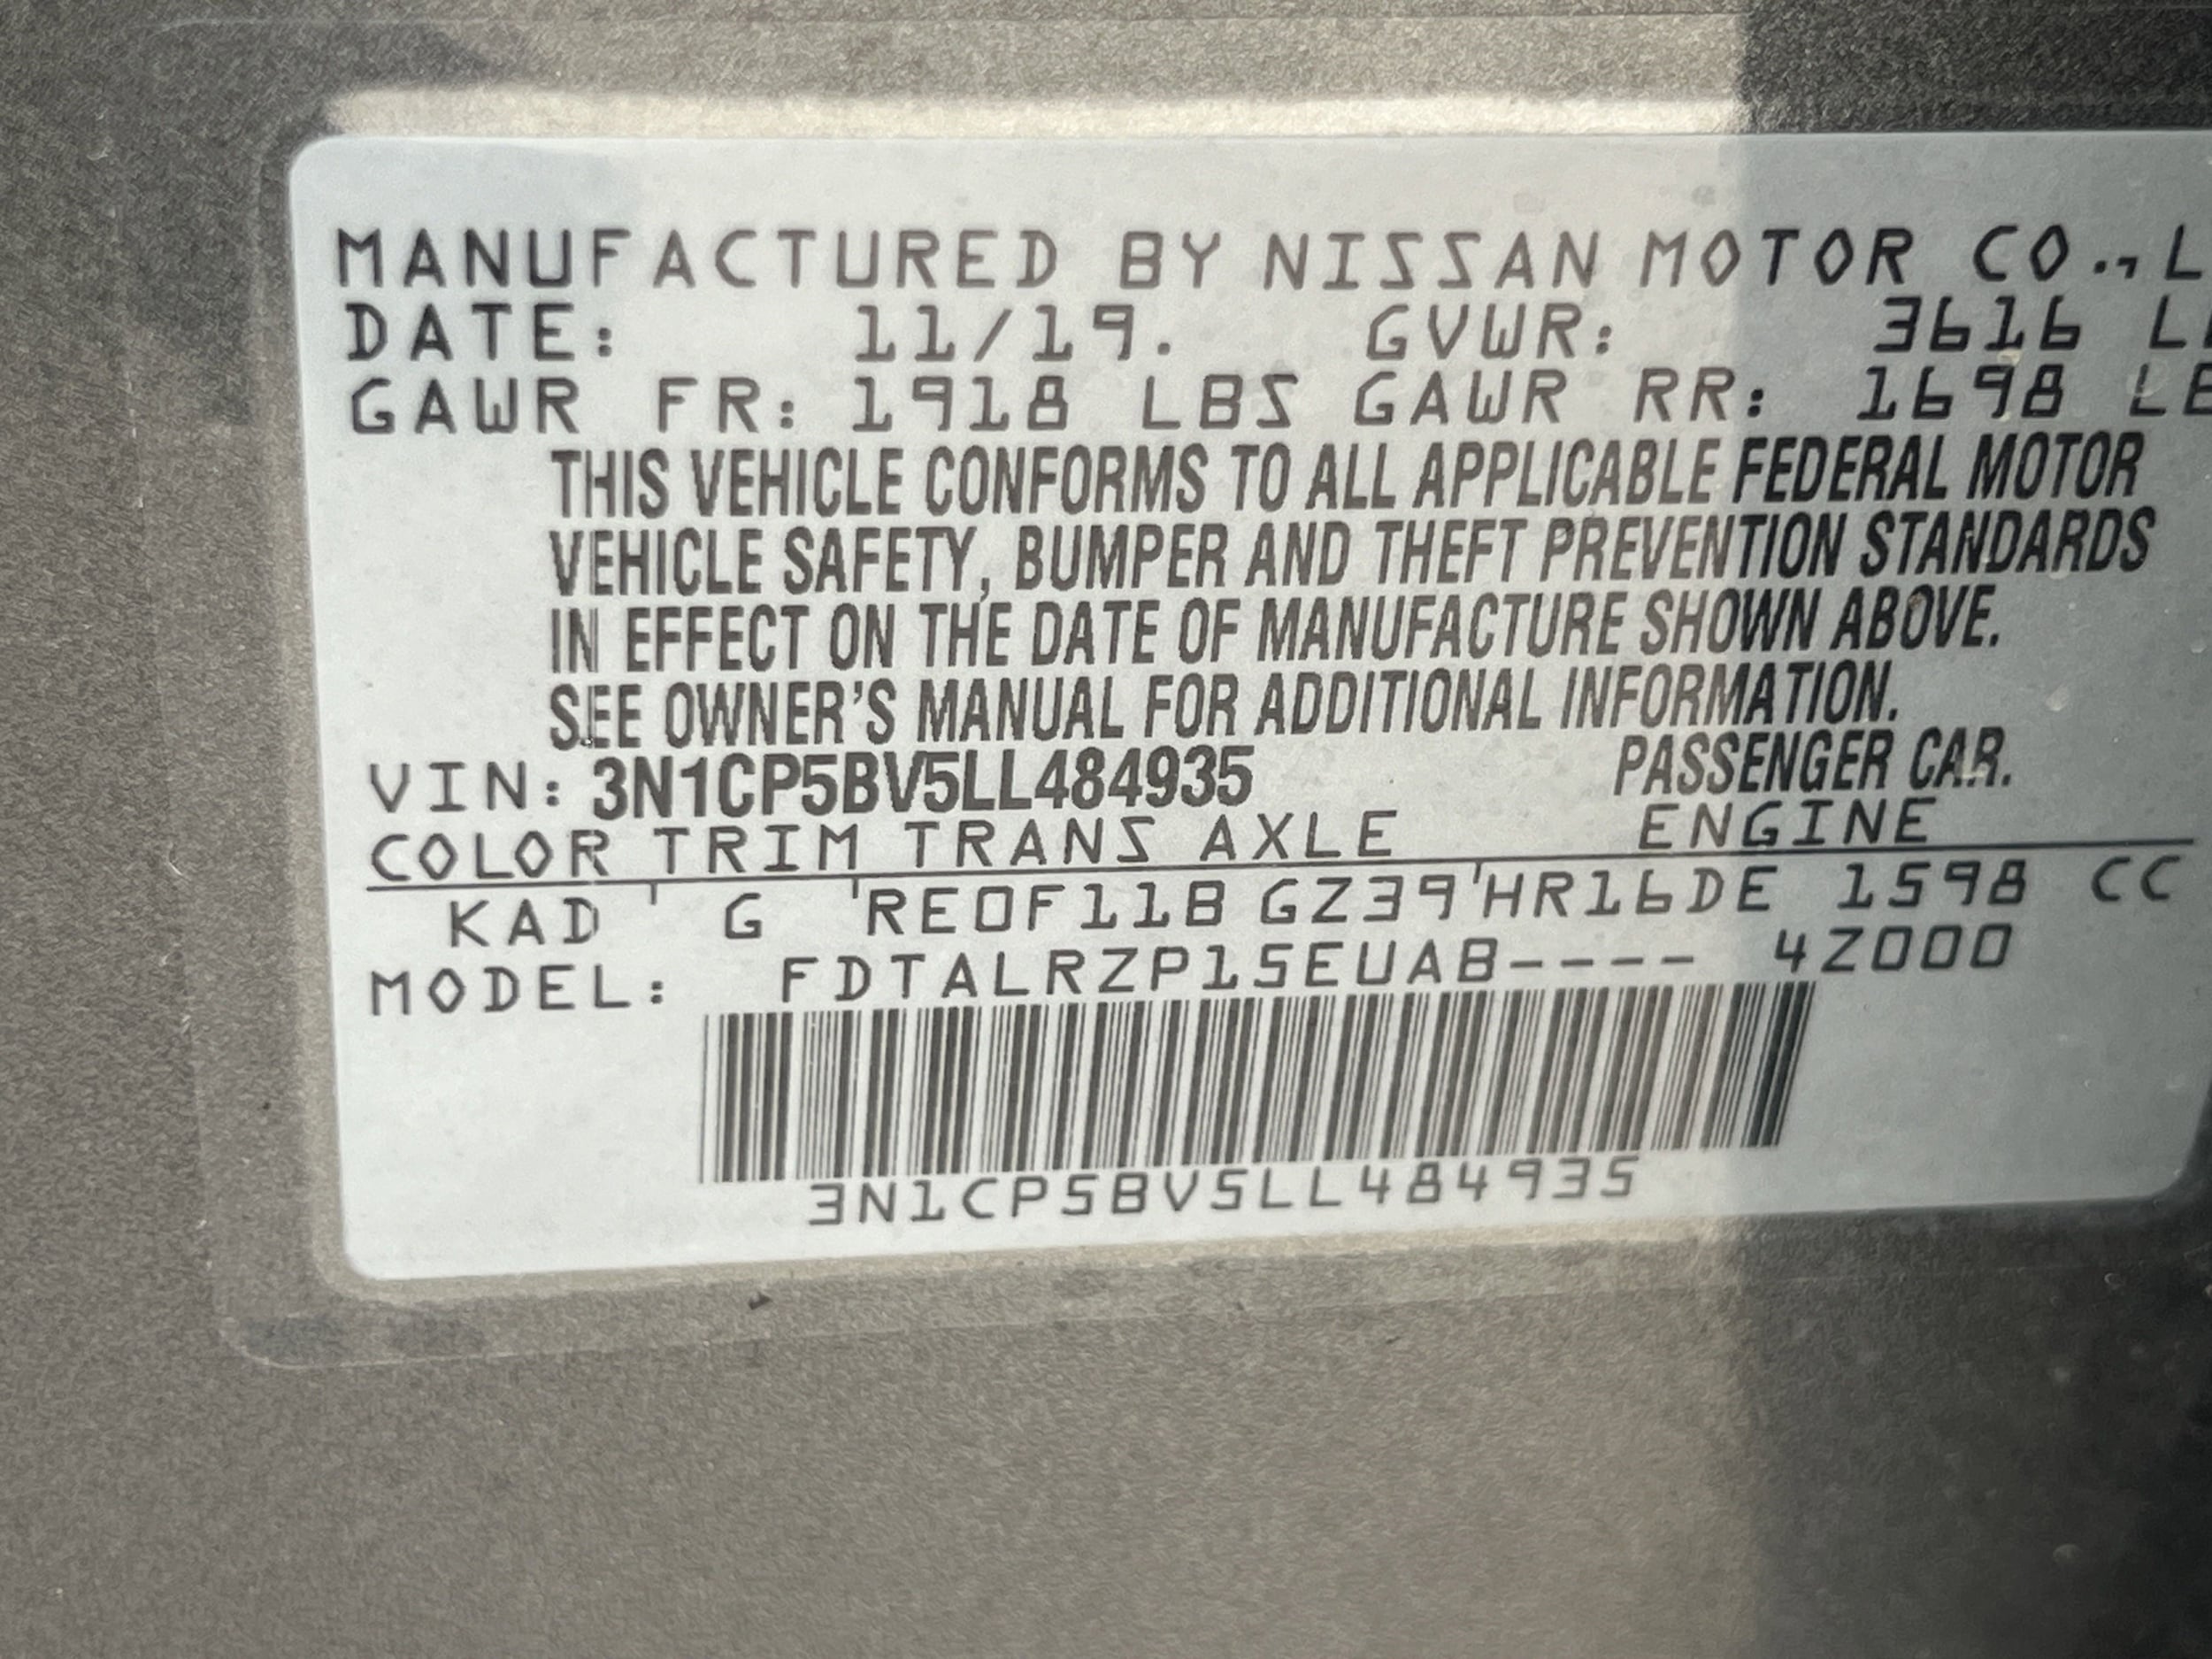 MANUFACTURED BY NISSAN MOTOR CO., L
DATE: 11/19. GVWR: 3616 L
GAWR FR: 1918 LBS GAWR RR: 1698 LB
THIS VEHICLE CONFORMS TO ALL APPLICABLE FEDERAL MOTOR
VEHICLE SAFETY, BUMPER AND THEFT PREVENTION STANDARDS
IN EFFECT ON THE DATE OF MANUFACTURE SHOWN ABOVE.
SEE OWNER'S MANUAL FOR ADDITIONAL INFORMATION.
VIN: 3N1CP5BV5LL484935 PASSENGER CAR.
COLOR TRIM TRANS AXLE ENGINE
KAD G RE0F11B GZ39 HR16DE 1598 CC
MODEL: FDTALRZP15EUAB---- 4Z000
3N1CP5BV5LL484935